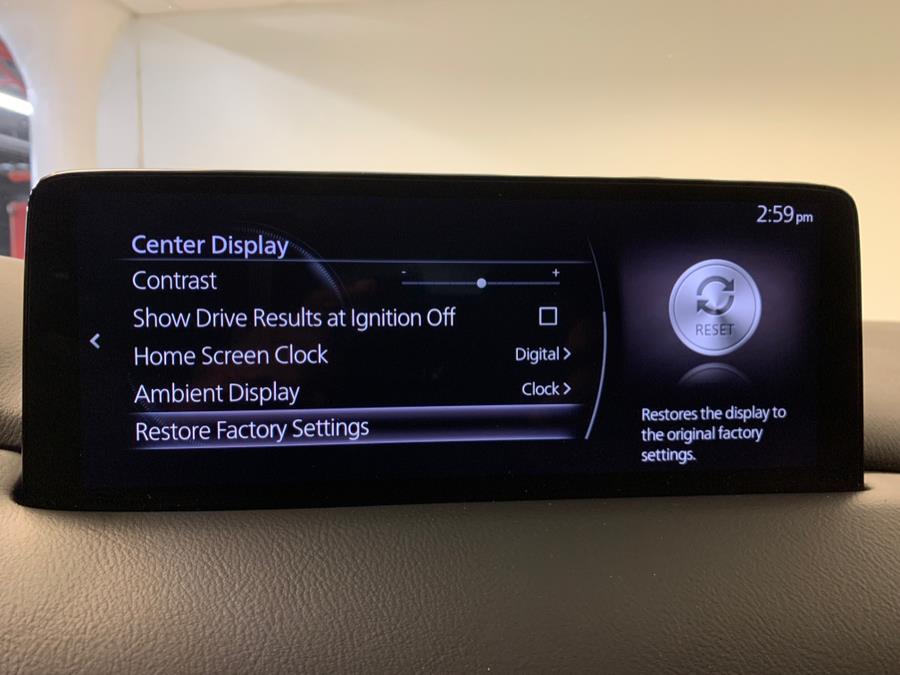 2:59pm
Center Display
Contrast - +
Show Drive Results at Ignition Off
Home Screen Clock Digital >
Ambient Display Clock >
Restore Factory Settings
<
RESET
Restores the display to
the original factory
settings.